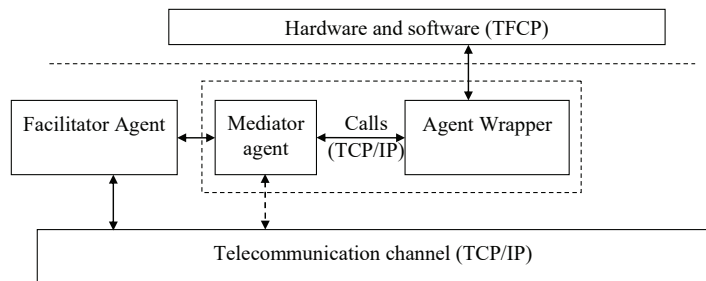 Hardware and software (TFCP)
Facilitator Agent
Mediator
agent
Calls
(TCP/IP)
Agent Wrapper
Telecommunication channel (TCP/IP)